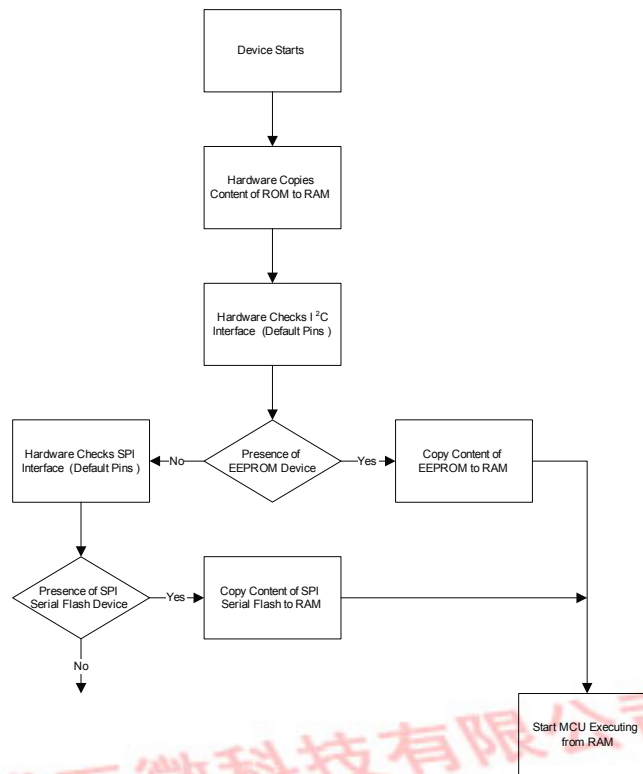 Device Starts
Hardware Copies
Content of ROM to RAM
Hardware Checks I²C
Interface (Default Pins )
Presence of
EEPROM Device
No
Yes
Copy Content of
EEPROM to RAM
Hardware Checks SPI
Interface (Default Pins )
Presence of SPI
Serial Flash Device
Yes
Copy Content of SPI
Serial Flash to RAM
No
Start MCU Executing
from RAM
微科技有限公司